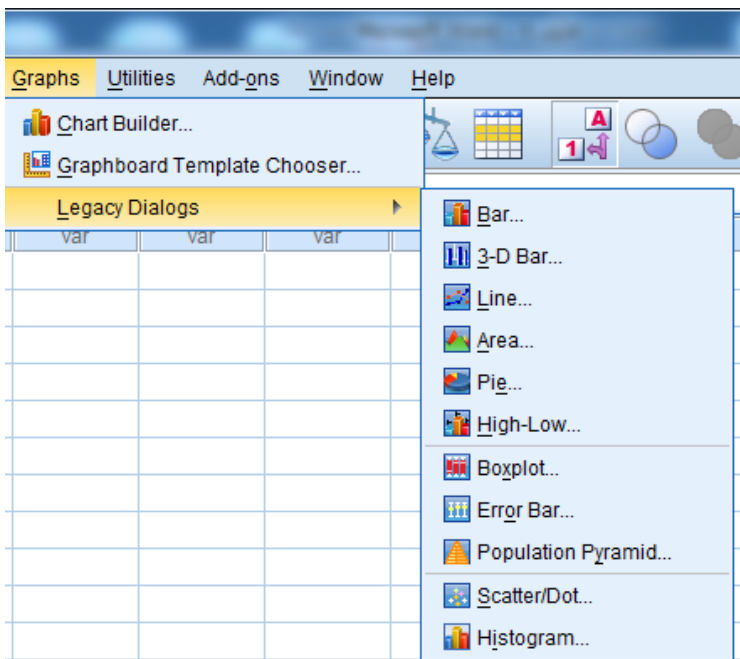 Graphs Utilities Add-ons Window Help
Chart Builder...
Graphboard Template Chooser...
Legacy Dialogs
var var var
A
1
Bar...
3-D Bar...
Line...
Area...
Pie...
High-Low...
Boxplot...
Error Bar...
Population Pyramid...
Scatter/Dot...
Histogram...